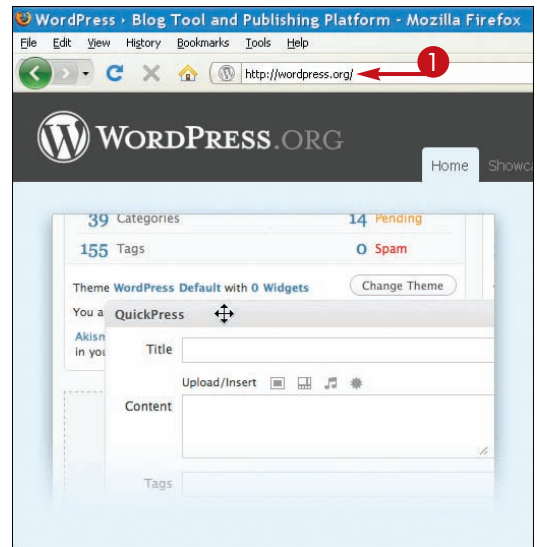 WordPress › Blog Tool and Publishing Platform - Mozilla Firefox
File Edit View History Bookmarks Tools Help
http://wordpress.org/
1
WORDPRESS.ORG
Home
39 Categories 14 Pending
155 Tags 0 Spam
Theme WordPress Default with 0 Widgets Change Theme
You a
QuickPress
in you
Title
Upload/Insert
Content
Tags